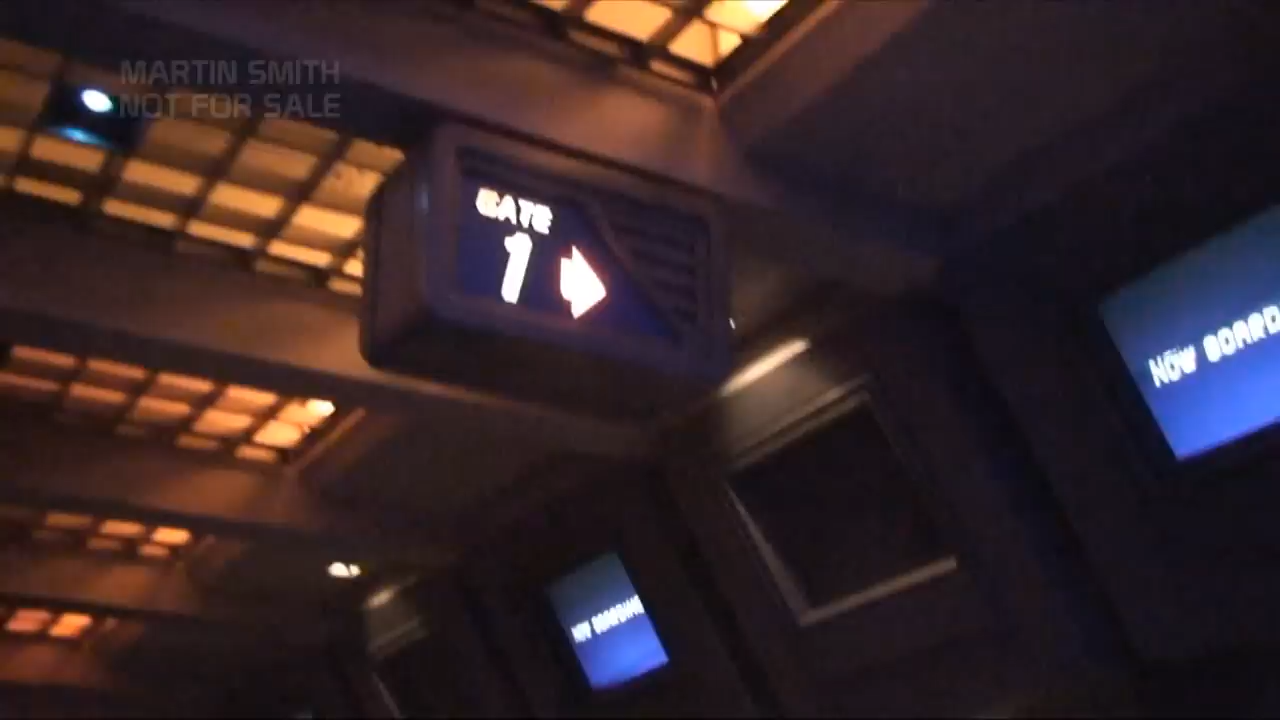 MARTIN SMITH
NOT FOR SALE
GATE
1
NOW BOARD
NOW BOARDING